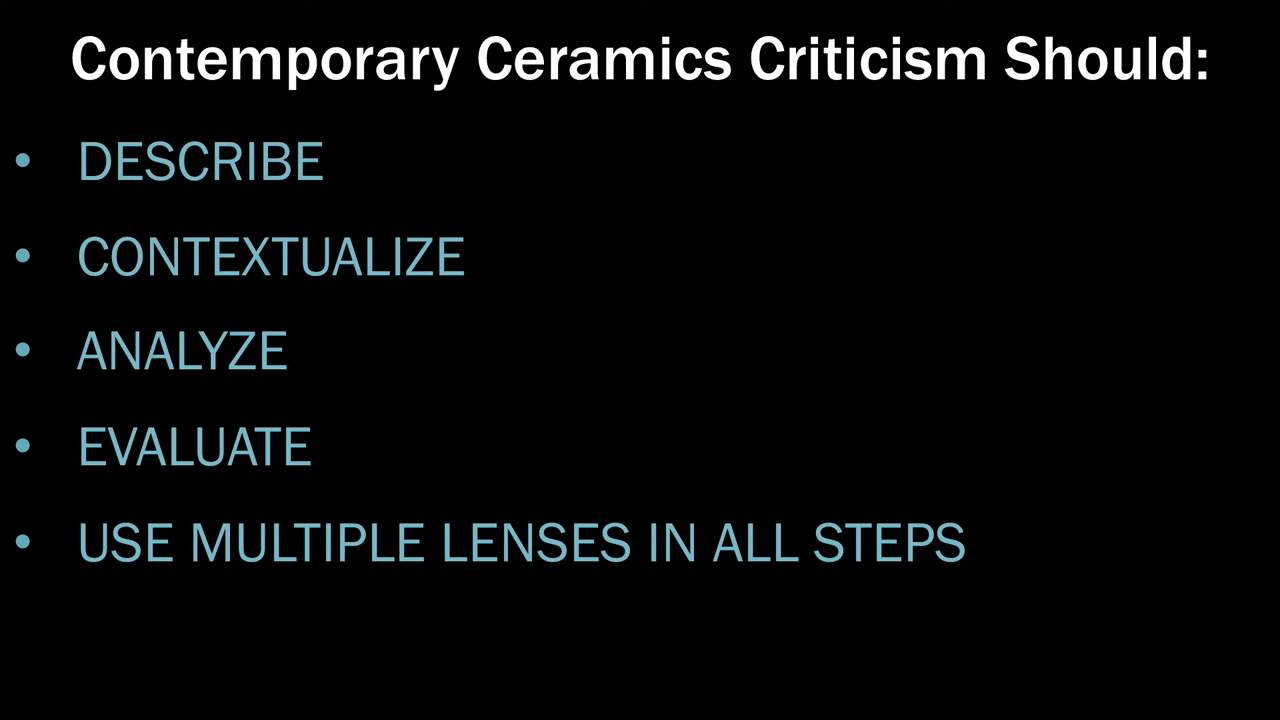 Contemporary Ceramics Criticism Should:
• DESCRIBE
• CONTEXTUALIZE
• ANALYZE
• EVALUATE
• USE MULTIPLE LENSES IN ALL STEPS